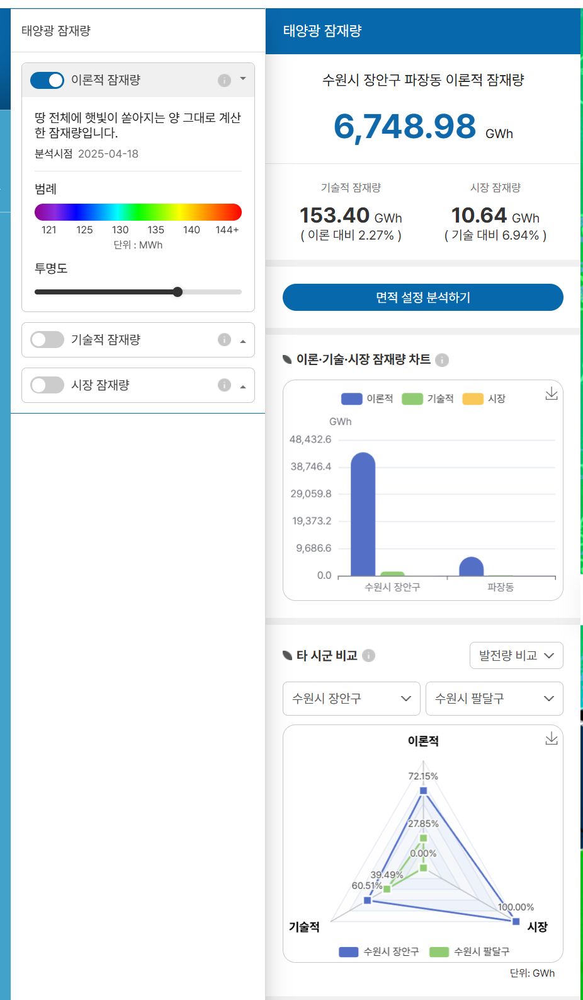 태양광 잠재량
이론적 잠재량
땅 전체에 햇빛이 쏟아지는 양 그대로 계산
한 잠재량입니다.
분석시점 2025-04-18
범례
121 125 130 135 140 144+
단위 : MWh
투명도
기술적 잠재량
시장 잠재량
태양광 잠재량
수원시 장안구 파장동 이론적 잠재량
6,748.98 GWh
기술적 잠재량 시장 잠재량
153.40 GWh 10.64 GWh
( 이론 대비 2.27% ) ( 기술 대비 6.94% )
면적 설정 분석하기
이론·기술·시장 잠재량 차트
이론적 기술적 시장
GWh
48,432.6
38,746.4
29,059.8
19,373.2
9,686.6
0.0
수원시 장안구 파장동
타 시군 비교 발전량 비교
수원시 장안구 수원시 팔달구
이론적
72.15%
27.85%
0.00%
39.49%
60.51%
100.00%
기술적 시장
수원시 장안구 수원시 팔달구
단위: GWh